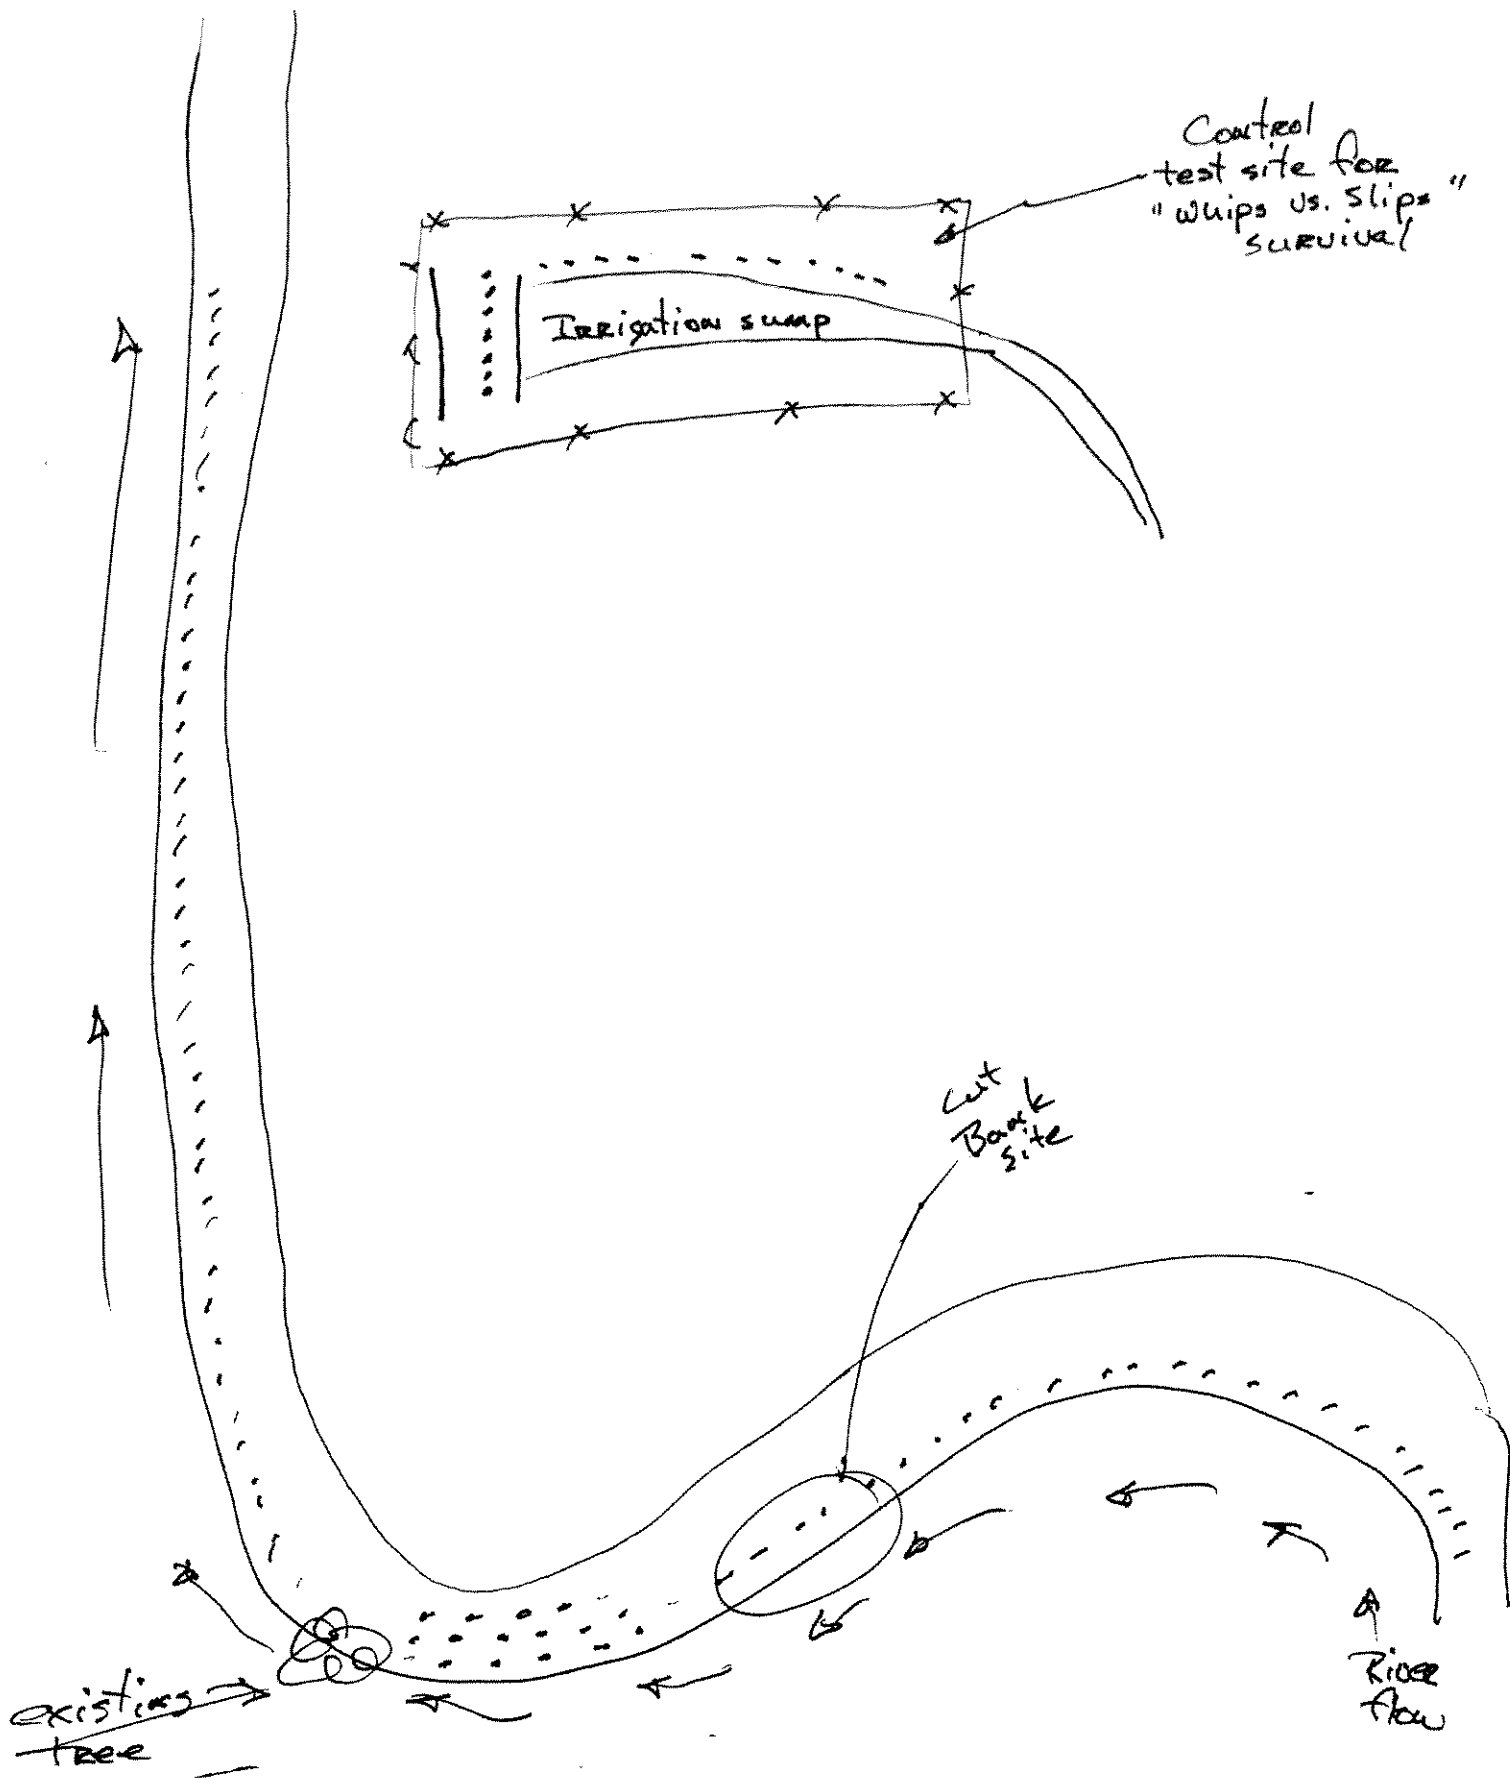 Control
test site for
"Whips vs. Slips"
survival
Irrigation sump
Cut
Bank
site
existing
tree
River
flow